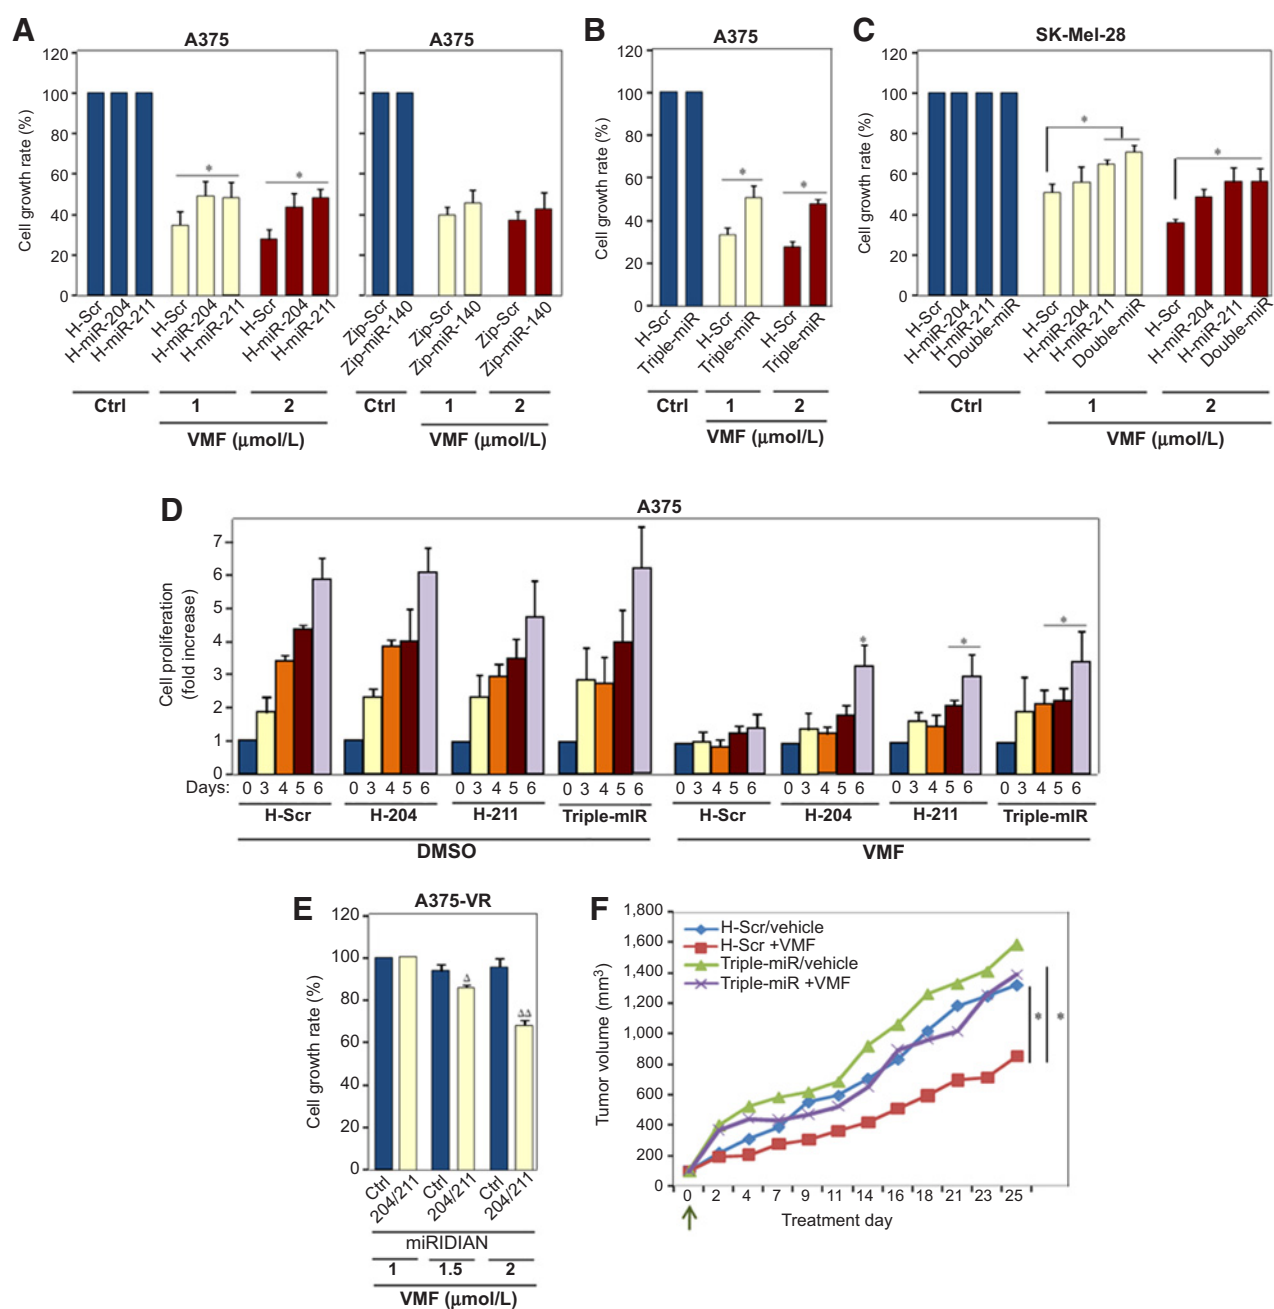 A
A375
A375
B
A375
C
SK-Mel-28
Cell growth rate (%)
120
100
80
60
40
20
0
*
*
H-Scr
H-miR-204
H-miR-211
H-Scr
H-miR-204
H-miR-211
H-Scr
H-miR-204
H-miR-211
Ctrl
1
2
VMF (μmol/L)
Zip-Scr
Zip-miR-140
Zip-Scr
Zip-miR-140
Zip-Scr
Zip-miR-140
Ctrl
1
2
VMF (μmol/L)
Cell growth rate (%)
120
100
80
60
40
20
0
*
*
H-Scr
Triple-miR
H-Scr
Triple-miR
H-Scr
Triple-miR
Ctrl
1
2
VMF (μmol/L)
Cell growth rate (%)
120
100
80
60
40
20
0
*
*
H-Scr
H-miR-204
H-miR-211
Double-miR
H-Scr
H-miR-204
H-miR-211
Double-miR
H-Scr
H-miR-204
H-miR-211
Double-miR
Ctrl
1
2
VMF (μmol/L)
D
A375
Cell proliferation
(fold increase)
7
6
5
4
3
2
1
0
*
*
*
Days: 0 3 4 5 6 0 3 4 5 6 0 3 4 5 6 0 3 4 5 6 0 3 4 5 6 0 3 4 5 6 0 3 4 5 6 0 3 4 5 6
H-Scr H-204 H-211 Triple-mIR H-Scr H-204 H-211 Triple-mIR
DMSO VMF
E
A375-VR
Cell growth rate (%)
120
100
80
60
40
20
0
Δ
ΔΔ
Ctrl
204/211
Ctrl
204/211
Ctrl
204/211
miRIDIAN
1 1.5 2
VMF (μmol/L)
F
Tumor volume (mm³)
1,800
1,600
1,400
1,200
1,000
800
600
400
200
0
H-Scr/vehicle
H-Scr +VMF
Triple-miR/vehicle
Triple-miR +VMF
* *
0 2 4 7 9 11 14 16 18 21 23 25
Treatment day